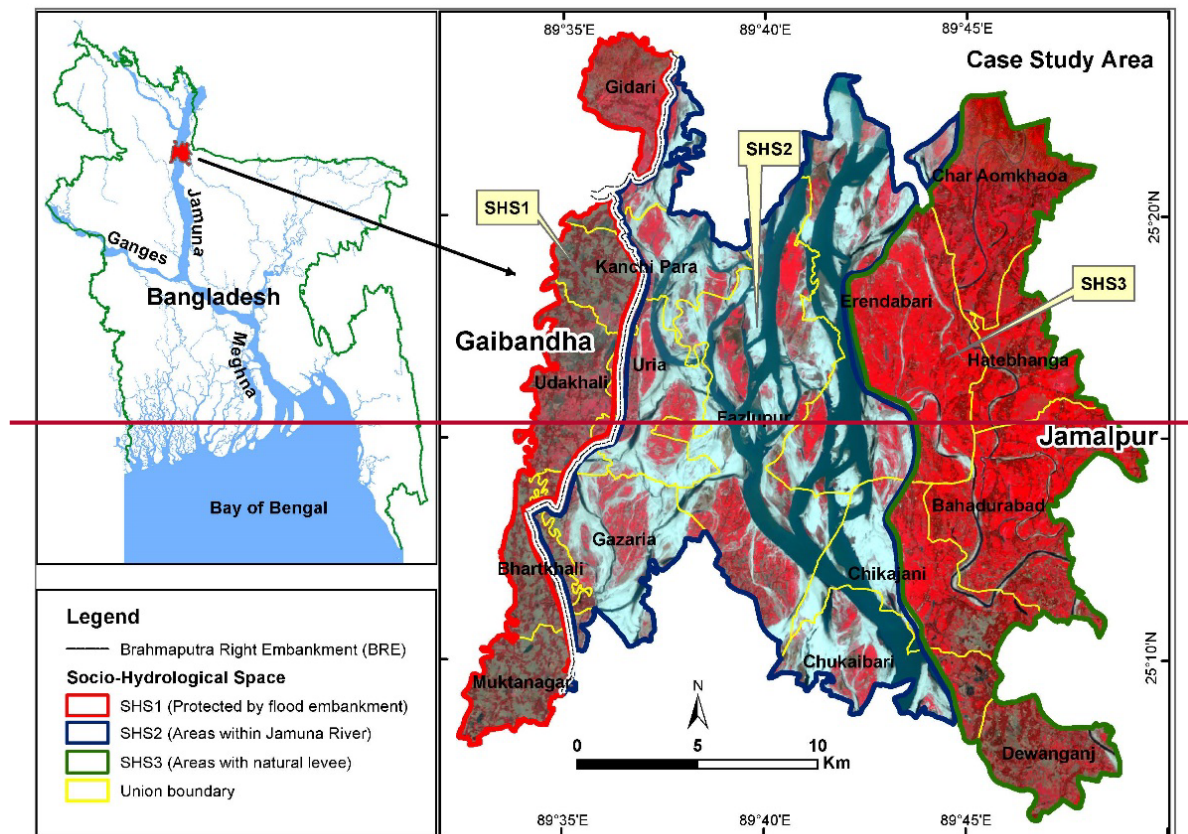 Jamuna
Ganges
Bangladesh
Meghna
Bay of Bengal
Legend
Brahmaputra Right Embankment (BRE)
Socio-Hydrological Space
SHS1 (Protected by flood embankment)
SHS2 (Areas within Jamuna River)
SHS3 (Areas with natural levee)
Union boundary
89°35'E
89°40'E
89°45'E
Case Study Area
Gidari
SHS2
SHS1
Char Aomkhaoa
25°20'N
Kanchi Para
SHS3
Erendabari
Gaibandha
Uria
Hatebhanga
Udakhali
Fazlupur
Jamalpur
Bahadurabad
Gazaria
Bhartkhali
Chikajani
Chukaibari
25°10'N
Muktanagar
N
Dewanganj
0 5 10
Km
89°35'E
89°40'E
89°45'E